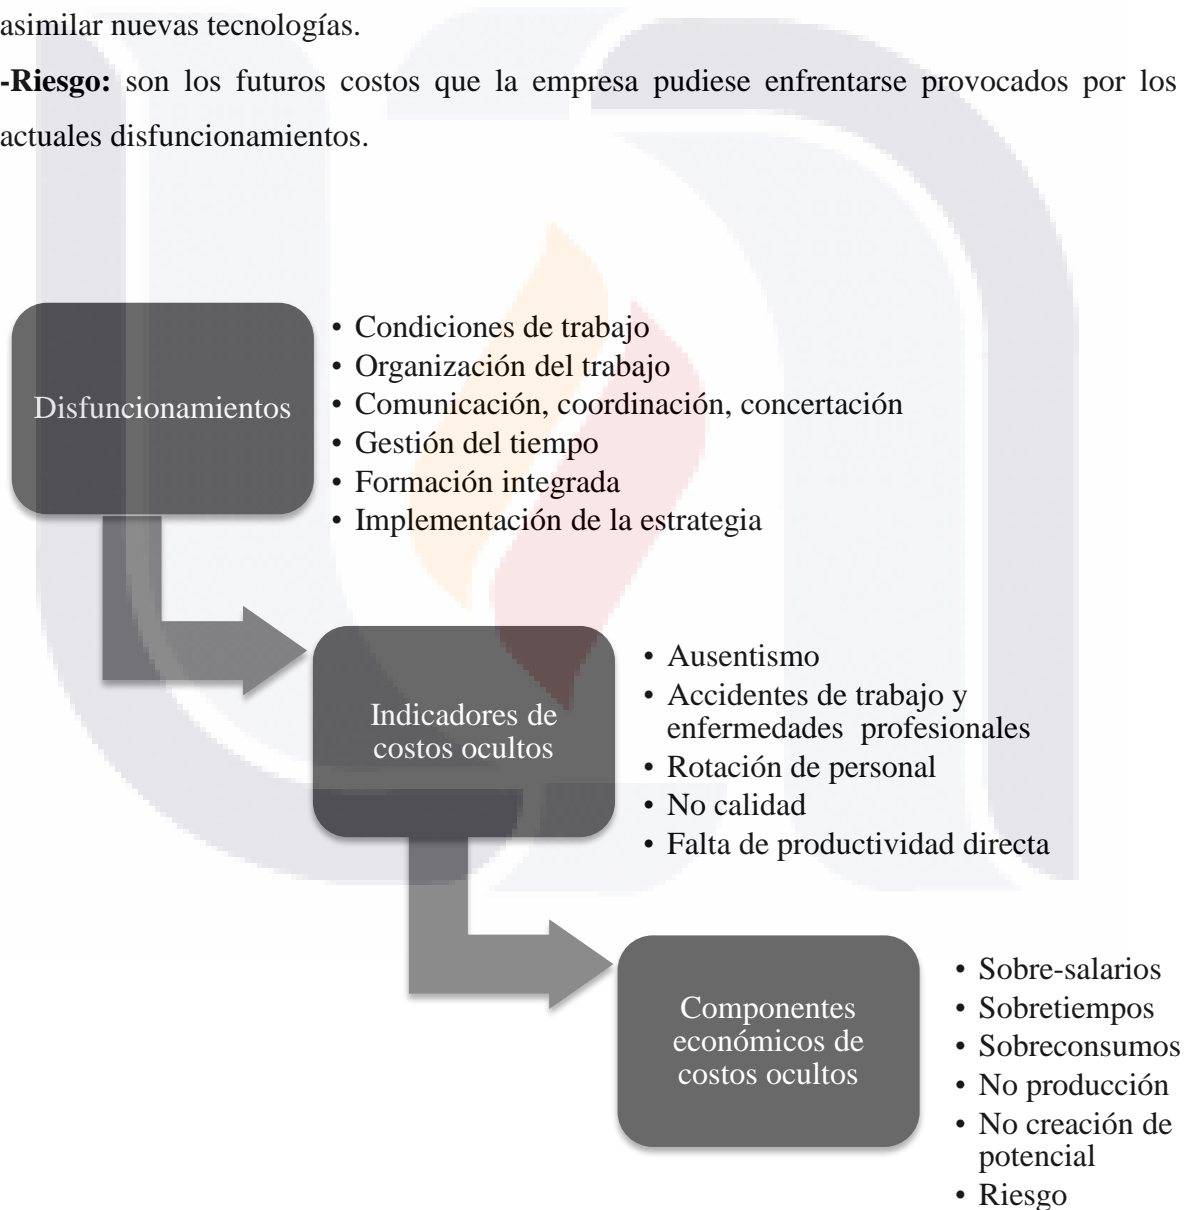 asimilar nuevas tecnologías.
-Riesgo: son los futuros costos que la empresa pudiese enfrentarse provocados por los
actuales disfuncionamientos.
Disfuncionamientos
• Condiciones de trabajo
• Organización del trabajo
• Comunicación, coordinación, concertación
• Gestión del tiempo
• Formación integrada
• Implementación de la estrategia
Indicadores de
costos ocultos
• Ausentismo
• Accidentes de trabajo y
enfermedades profesionales
• Rotación de personal
• No calidad
• Falta de productividad directa
Componentes
económicos de
costos ocultos
• Sobre-salarios
• Sobretiempos
• Sobreconsumos
• No producción
• No creación de
potencial
• Riesgo